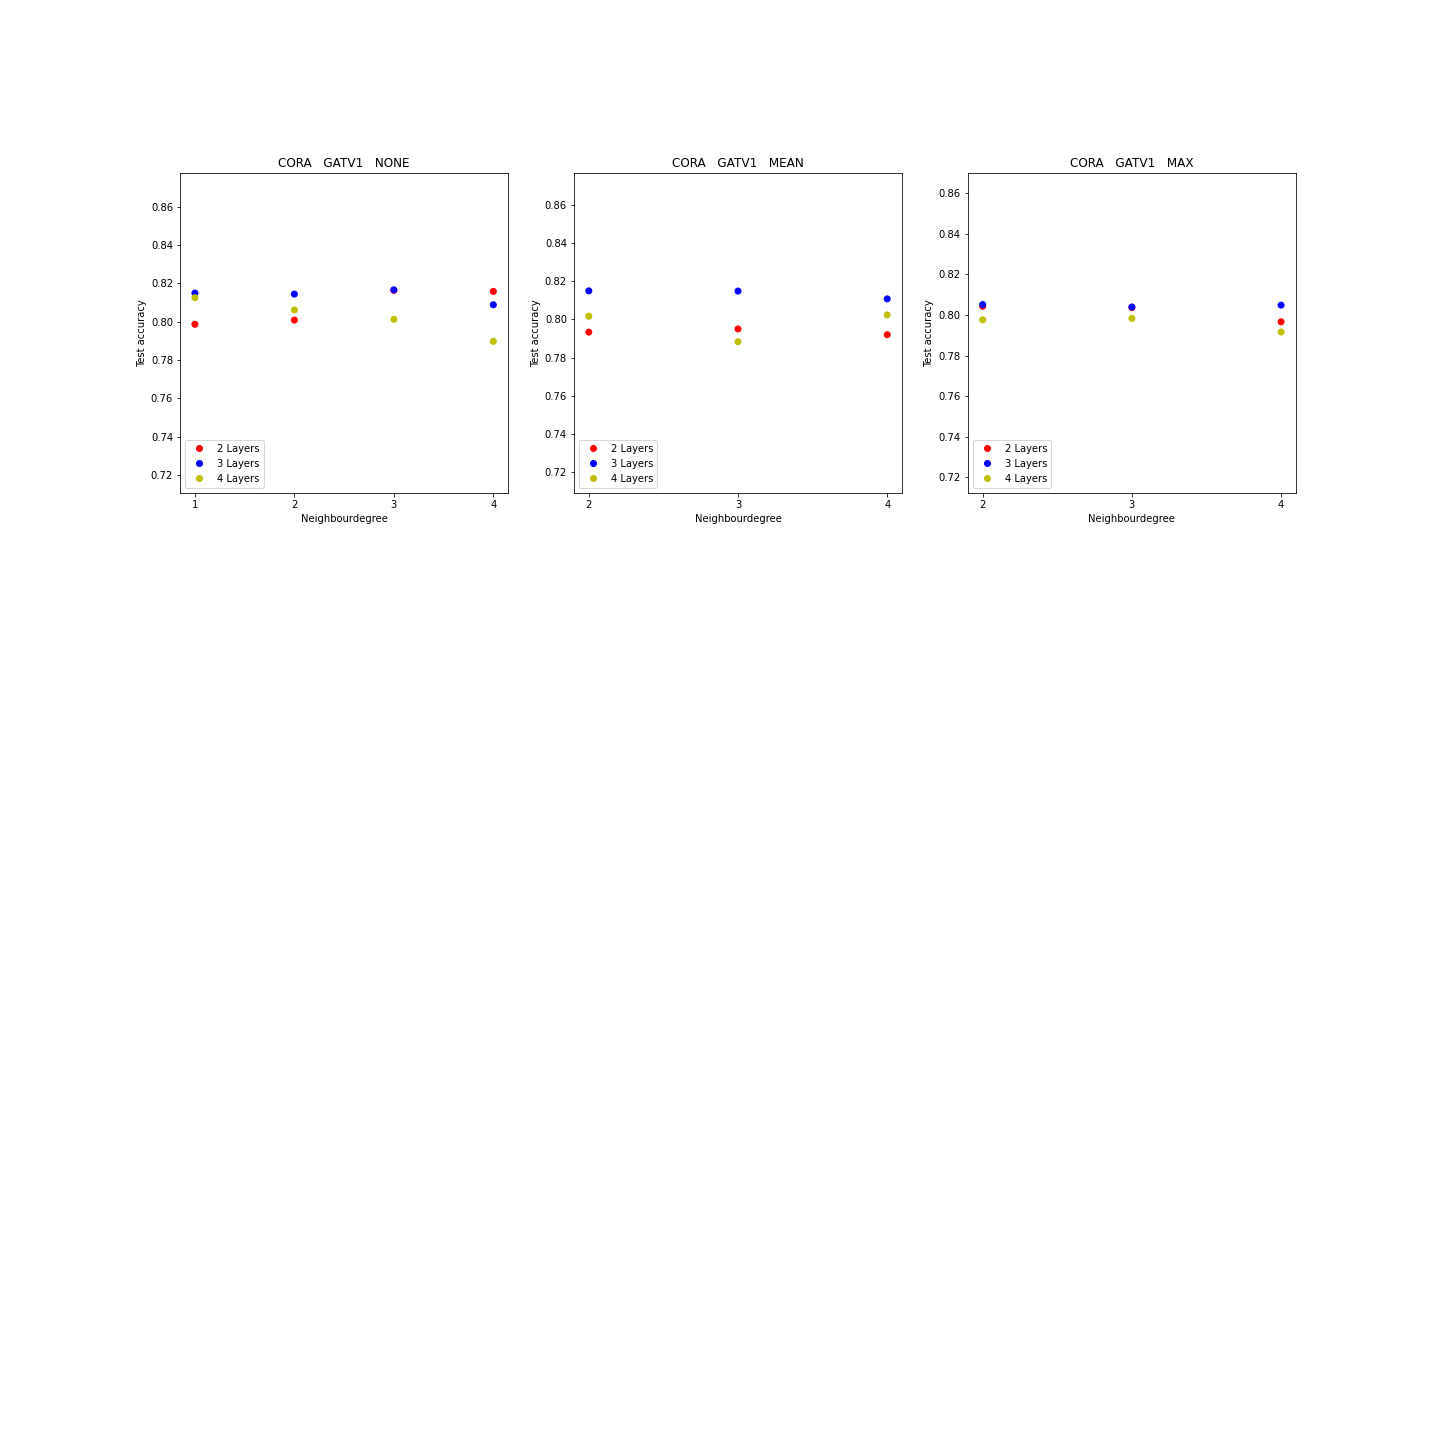 CORA GATV1 NONE
0.86
0.84
0.82
0.80
0.78
0.76
0.74
0.72
Test accuracy
2 Layers
3 Layers
4 Layers
1 2 3 4
Neighbourdegree
CORA GATV1 MEAN
0.86
0.84
0.82
0.80
0.78
0.76
0.74
0.72
Test accuracy
2 Layers
3 Layers
4 Layers
2 3 4
Neighbourdegree
CORA GATV1 MAX
0.86
0.84
0.82
0.80
0.78
0.76
0.74
0.72
Test accuracy
2 Layers
3 Layers
4 Layers
2 3 4
Neighbourdegree